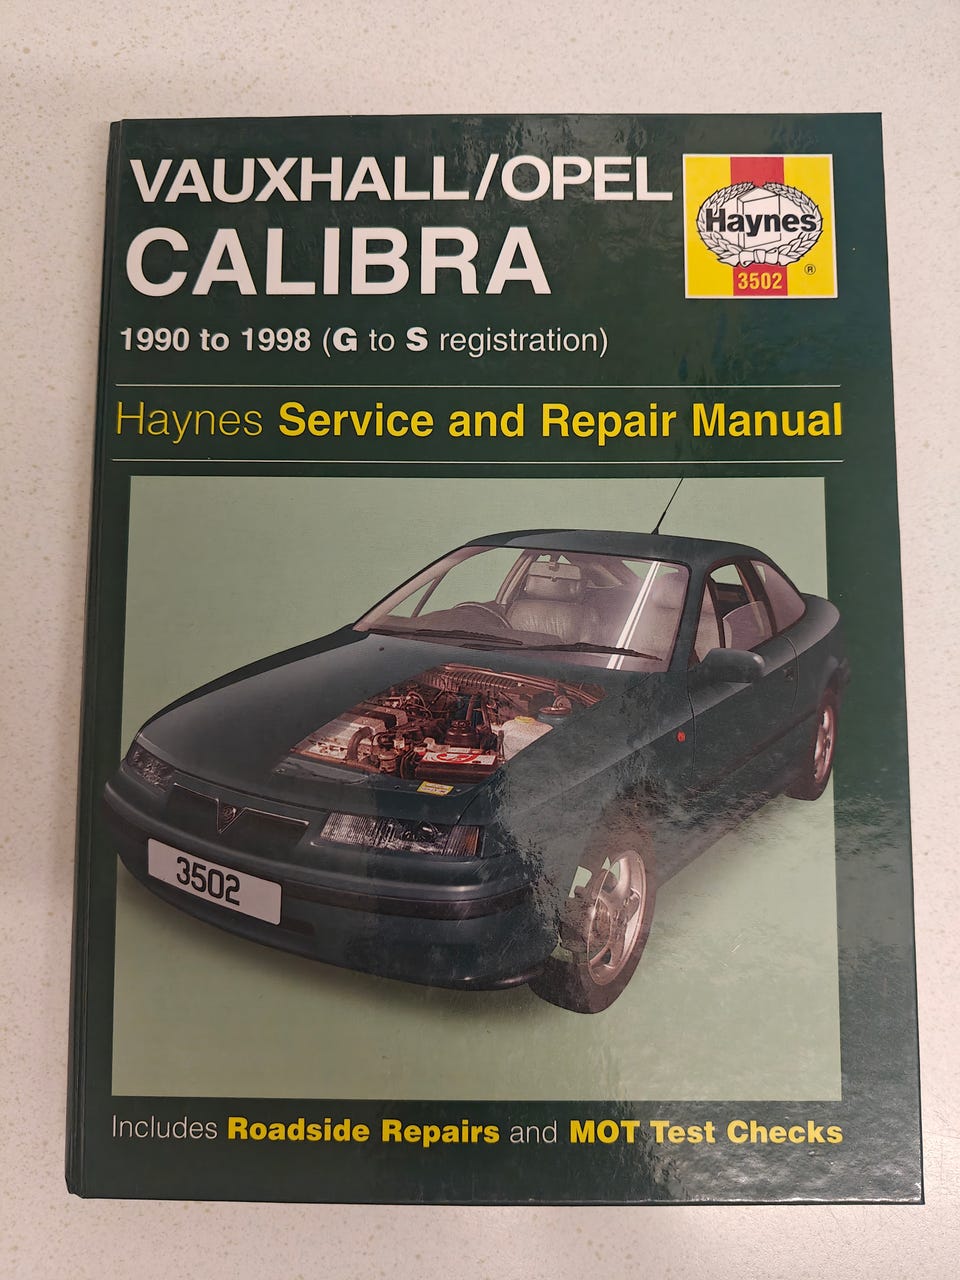 VAUXHALL/OPEL
CALIBRA
Haynes
3502
®
1990 to 1998 (G to S registration)
Haynes Service and Repair Manual
3502
Includes Roadside Repairs and MOT Test Checks